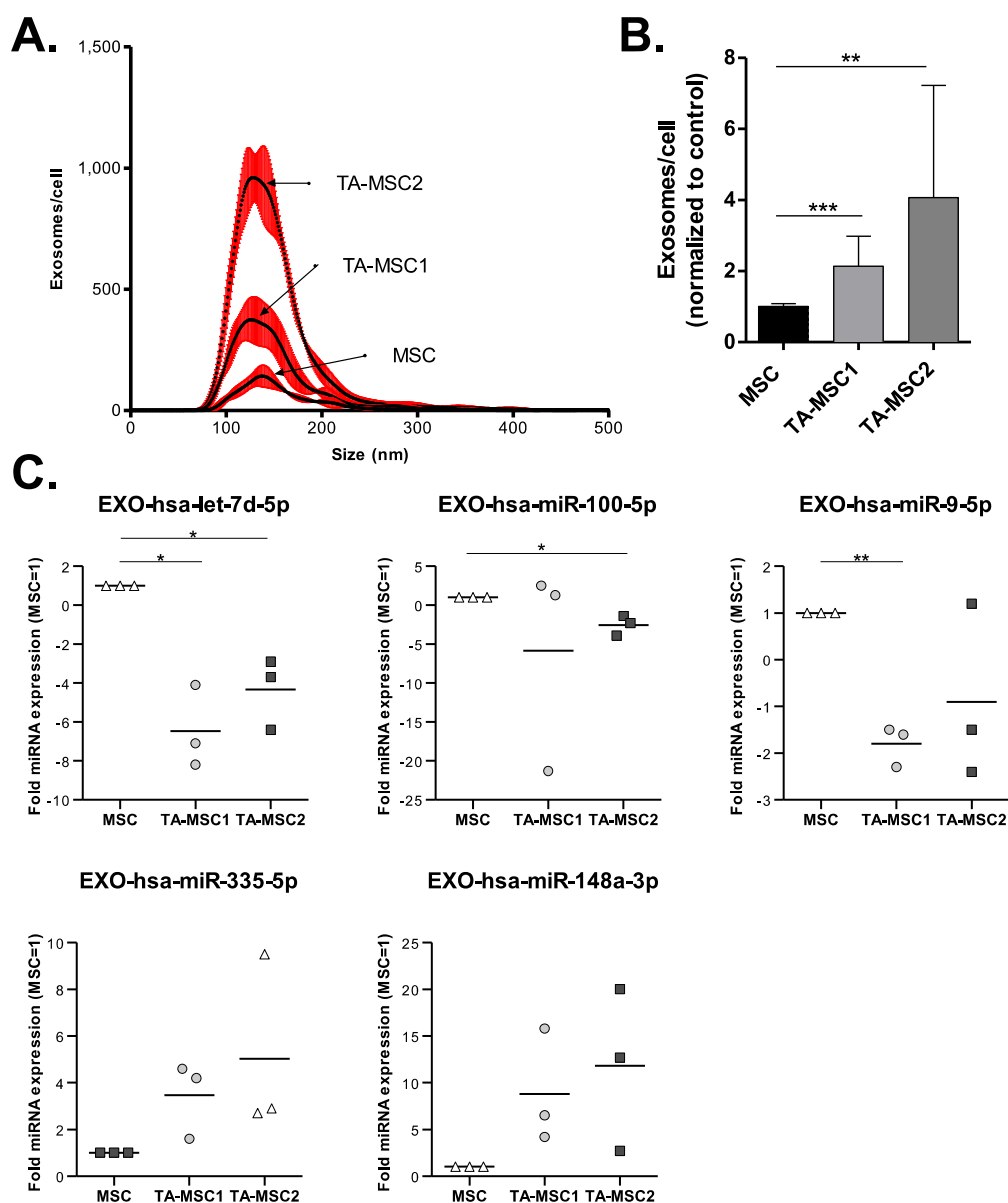 A.
1,500
1,000
500
0
0
100
200
300
400
500
Exosomes/cell
Size (nm)
TA-MSC2
TA-MSC1
MSC
B.
**
***
8
6
4
2
0
Exosomes/cell
(normalized to control)
MSC
TA-MSC1
TA-MSC2
C.
EXO-hsa-let-7d-5p
*
*
2
0
-2
-4
-6
-8
-10
Fold miRNA expression (MSC=1)
MSC
TA-MSC1
TA-MSC2
EXO-hsa-miR-100-5p
*
5
0
-5
-10
-15
-20
-25
Fold miRNA expression (MSC=1)
MSC
TA-MSC1
TA-MSC2
EXO-hsa-miR-9-5p
**
2
1
0
-1
-2
-3
Fold miRNA expression (MSC=1)
MSC
TA-MSC1
TA-MSC2
EXO-hsa-miR-335-5p
10
8
6
4
2
0
Fold miRNA expression (MSC=1)
MSC
TA-MSC1
TA-MSC2
EXO-hsa-miR-148a-3p
25
20
15
10
5
0
Fold miRNA expression (MSC=1)
MSC
TA-MSC1
TA-MSC2